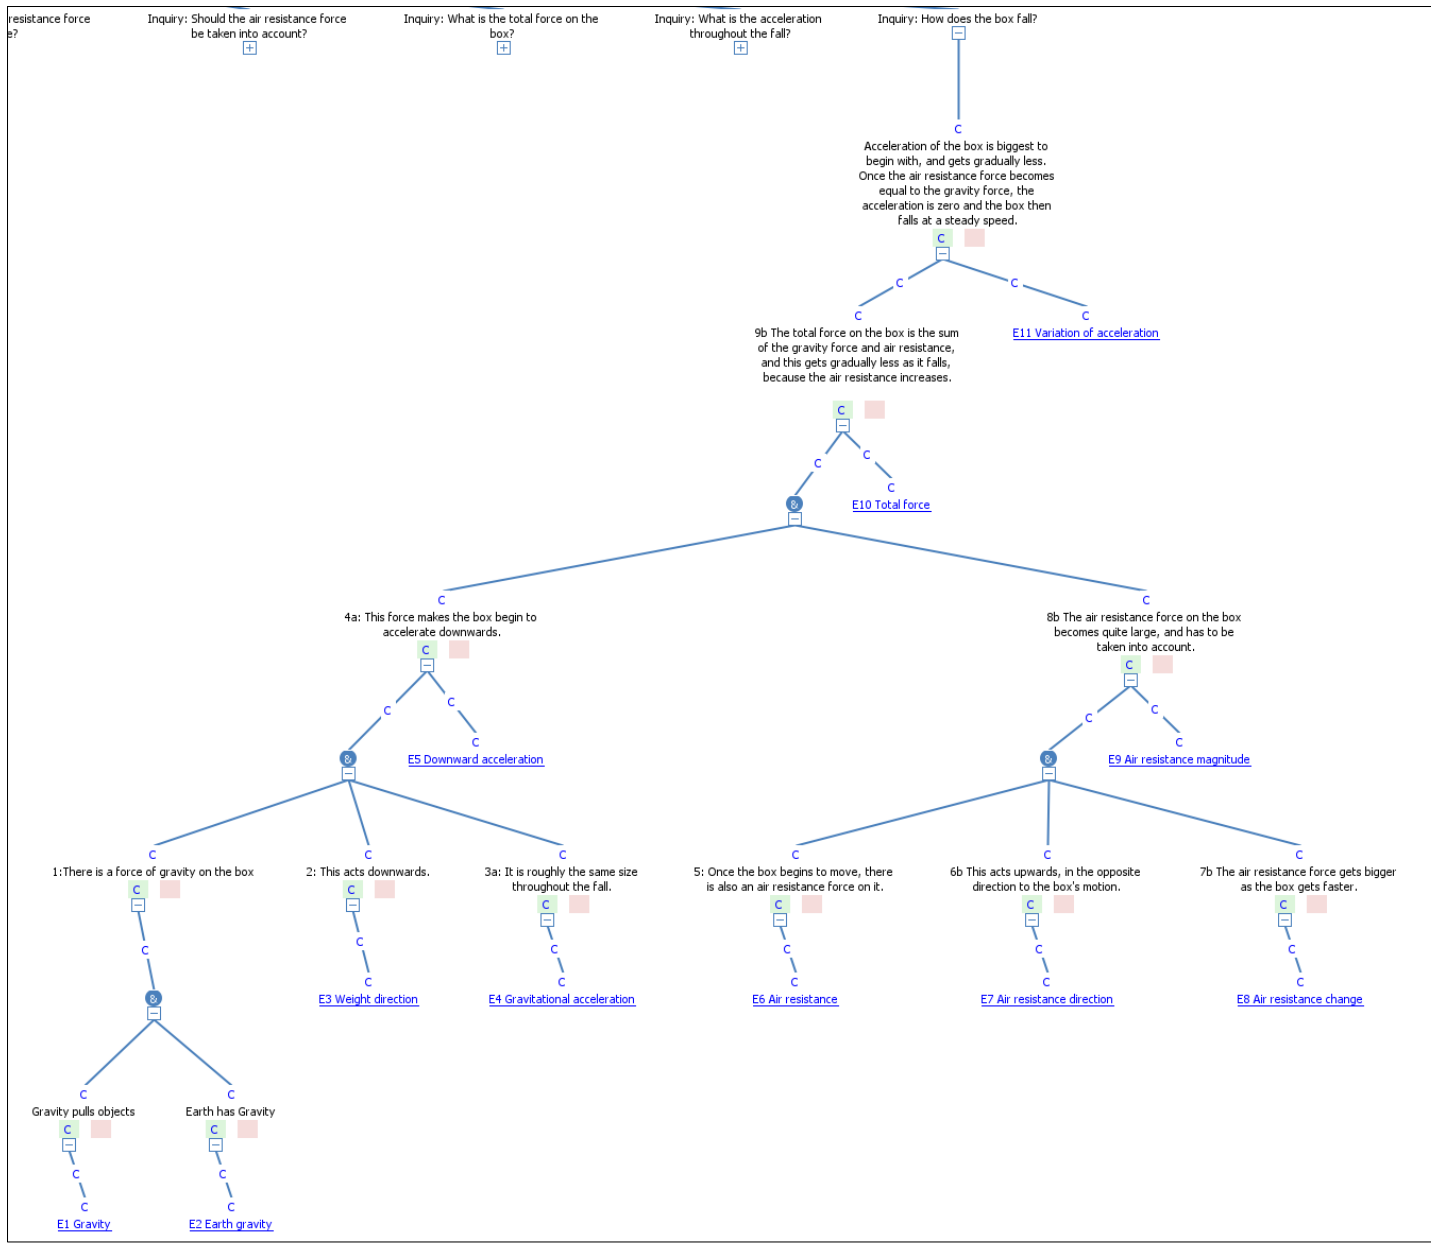 resistance force
e?
Inquiry: Should the air resistance force
be taken into account?
+
Inquiry: What is the total force on the
box?
+
Inquiry: What is the acceleration
throughout the fall?
+
Inquiry: How does the box fall?
C
Acceleration of the box is biggest to
begin with, and gets gradually less.
Once the air resistance force becomes
equal to the gravity force, the
acceleration is zero and the box then
falls at a steady speed.
C
C
C
C
C
9b The total force on the box is the sum
of the gravity force and air resistance,
and this gets gradually less as it falls,
because the air resistance increases.
E11 Variation of acceleration
C
C
C
C
&
E10 Total force
C
C
4a: This force makes the box begin to
accelerate downwards.
C
8b The air resistance force on the box
becomes quite large, and has to be
taken into account.
C
C
C
C
C
C
C
&
E5 Downward acceleration
&
E9 Air resistance magnitude
C
1:There is a force of gravity on the box
C
C
2: This acts downwards.
C
C
3a: It is roughly the same size
throughout the fall.
C
C
5: Once the box begins to move, there
is also an air resistance force on it.
C
C
6b This acts upwards, in the opposite
direction to the box's motion.
C
C
7b The air resistance force gets bigger
as the box gets faster.
C
C
C
C
C
C
C
&
C
E3 Weight direction
C
E4 Gravitational acceleration
C
E6 Air resistance
C
E7 Air resistance direction
C
E8 Air resistance change
C
Gravity pulls objects
C
C
Earth has Gravity
C
C
C
C
E1 Gravity
C
E2 Earth gravity